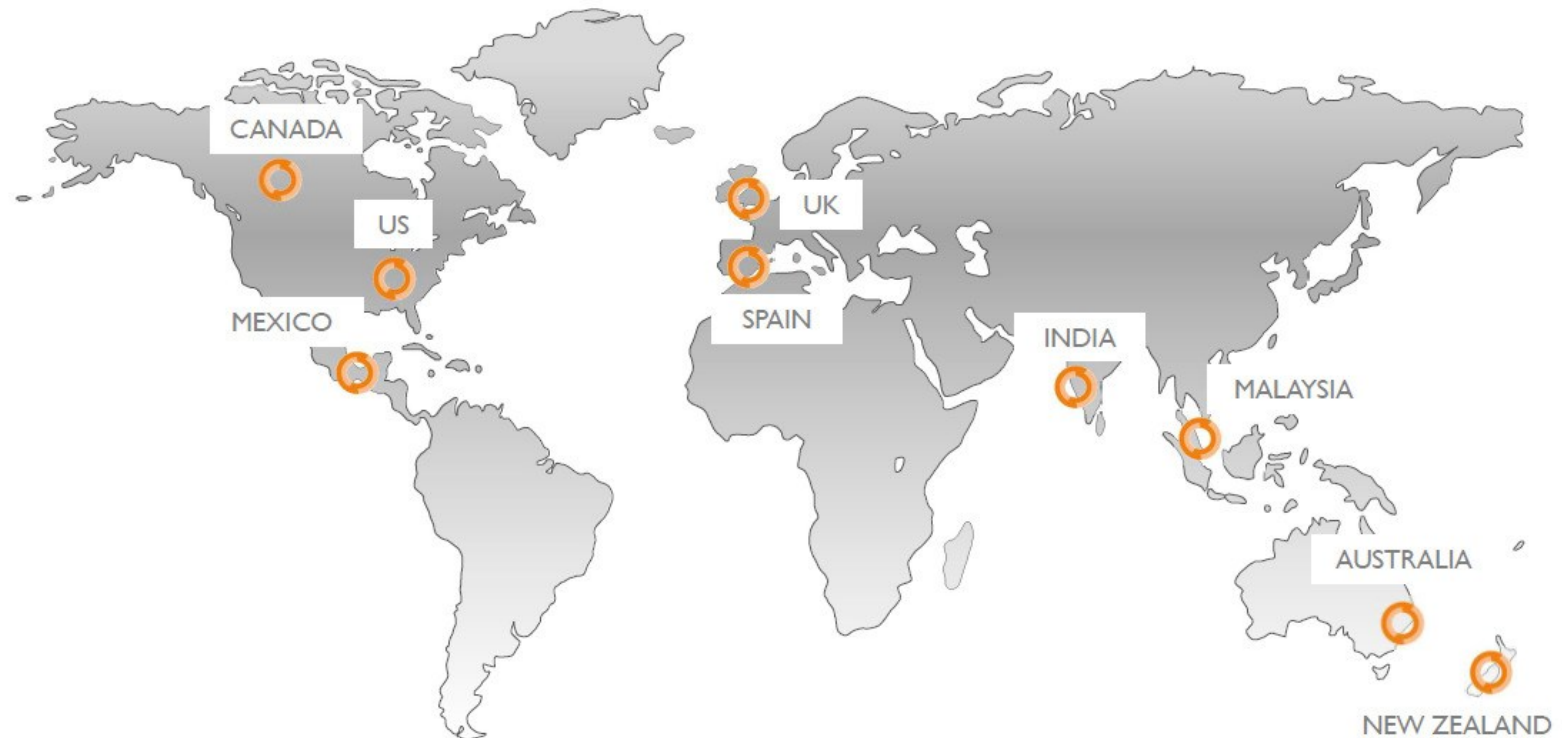 CANADA
US
MEXICO
UK
SPAIN
INDIA
MALAYSIA
AUSTRALIA
NEW ZEALAND